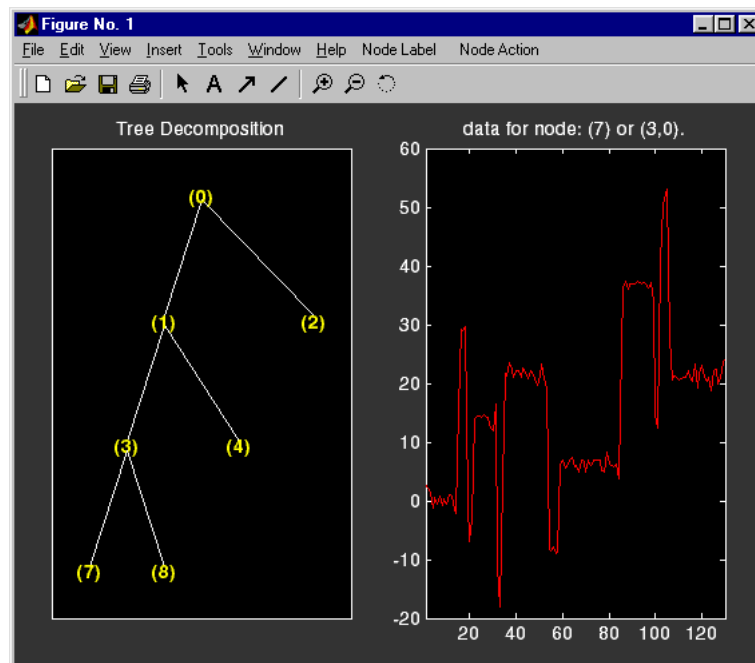 Figure No. 1
File Edit View Insert Tools Window Help Node Label Node Action
Tree Decomposition
(0)
(1) (2)
(3) (4)
(7) (8)
data for node: (7) or (3,0).
60
50
40
30
20
10
0
-10
-20
20 40 60 80 100 120